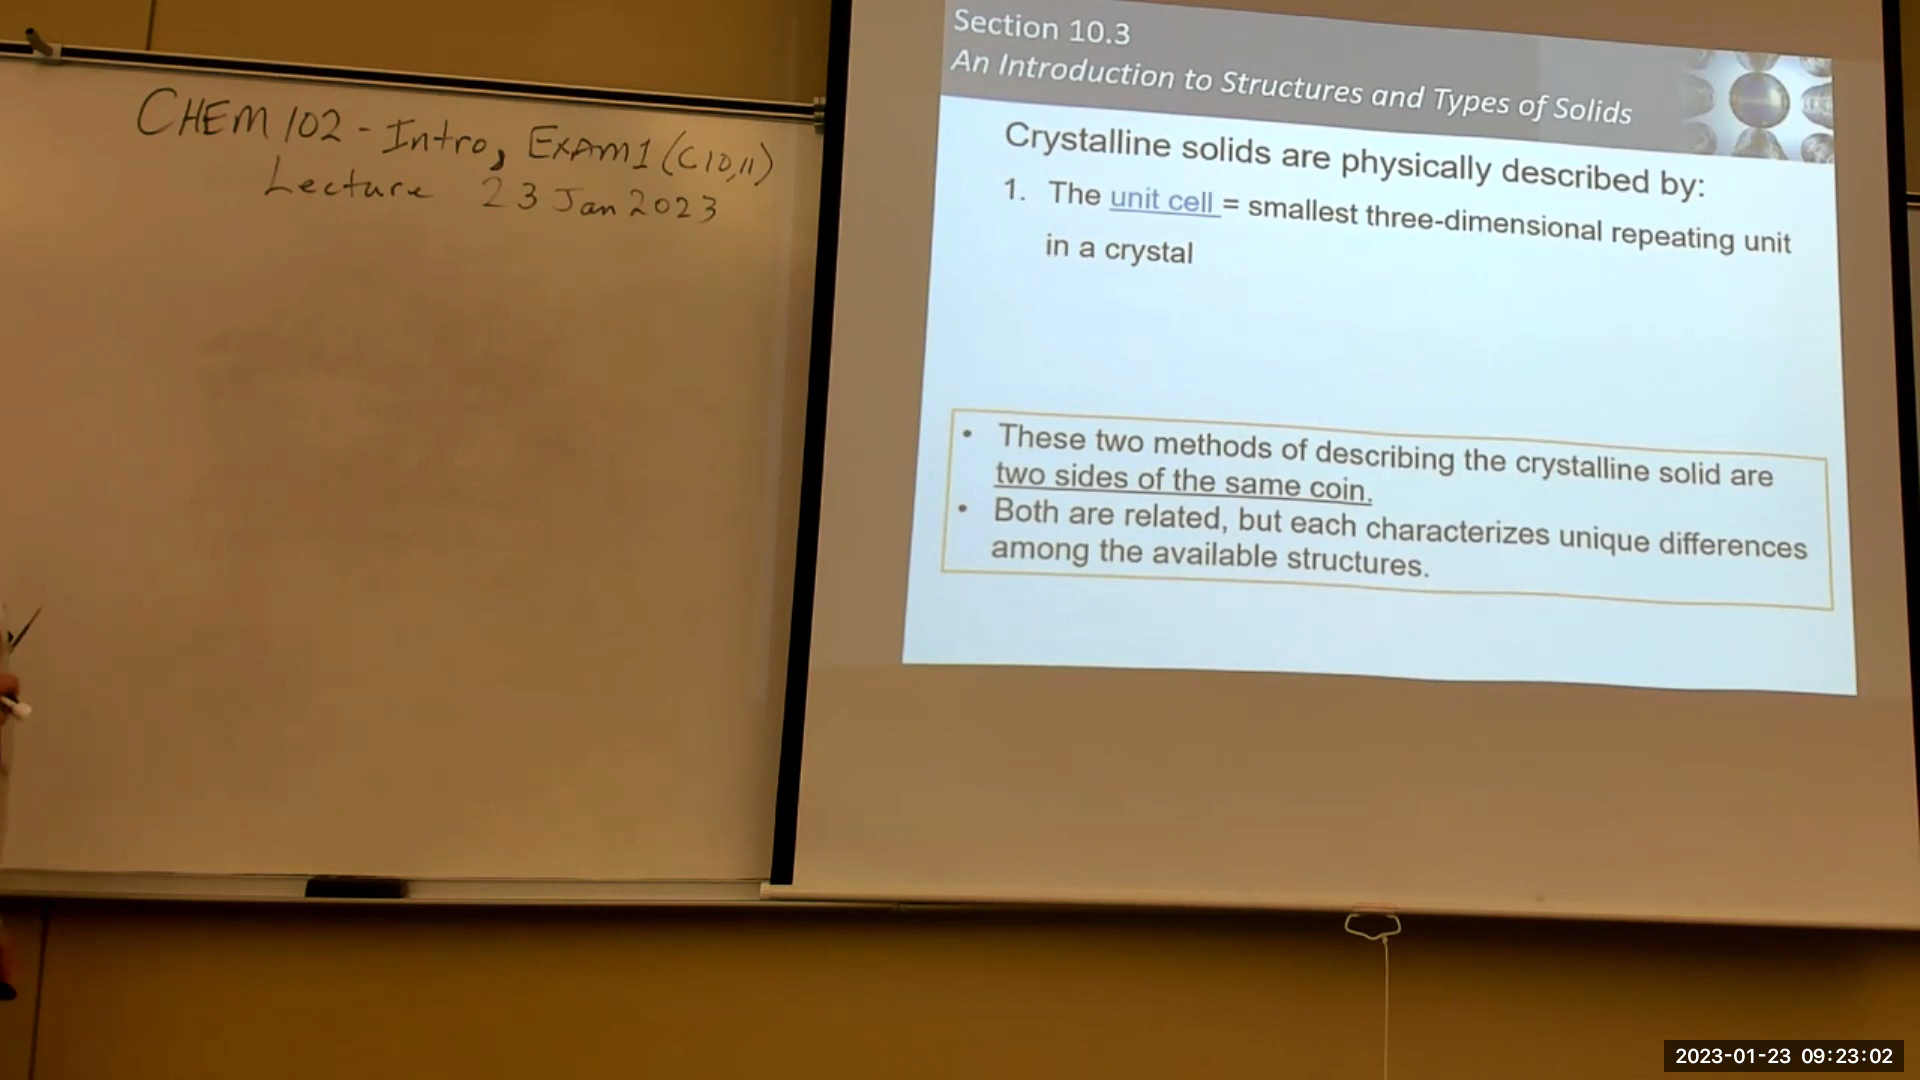 CHEM 102 - Intro, EXAM 1 (C10,11)
Lecture 23 Jan 2023
Section 10.3
An Introduction to Structures and Types of Solids
Crystalline solids are physically described by:
1. The unit cell = smallest three-dimensional repeating unit
in a crystal
• These two methods of describing the crystalline solid are
two sides of the same coin.
• Both are related, but each characterizes unique differences
among the available structures.
2023-01-23 09:23:02